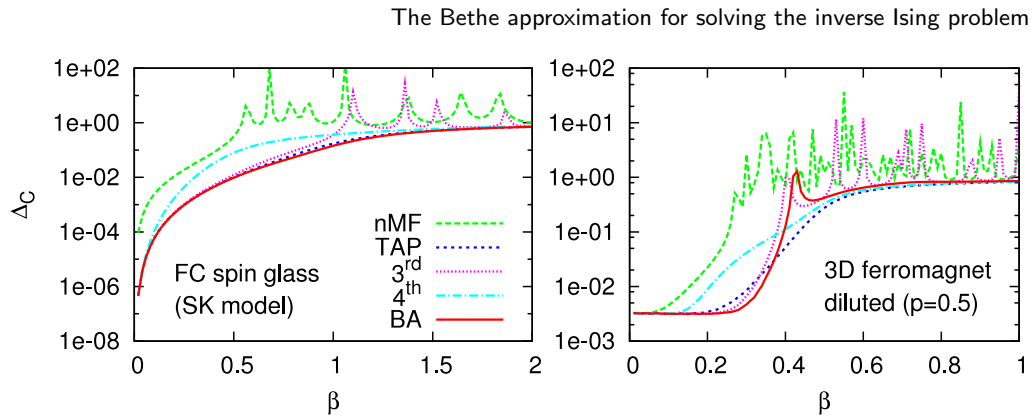 The Bethe approximation for solving the inverse Ising problem
ΔC
1e+02
1e+00
1e-02
1e-04
1e-06
1e-08
FC spin glass
(SK model)
nMF
TAP
3rd
4th
BA
0 0.5 1 1.5 2
β
1e+02
1e+01
1e+00
1e-01
1e-02
1e-03
3D ferromagnet
diluted (p=0.5)
0 0.2 0.4 0.6 0.8 1
β